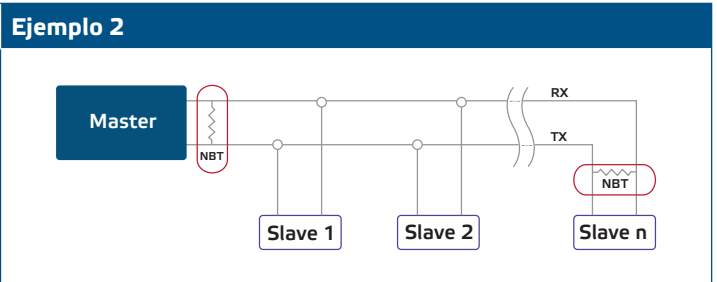 Ejemplo 2
RX
Master
TX
NBT
NBT
Slave 1
Slave 2
Slave n